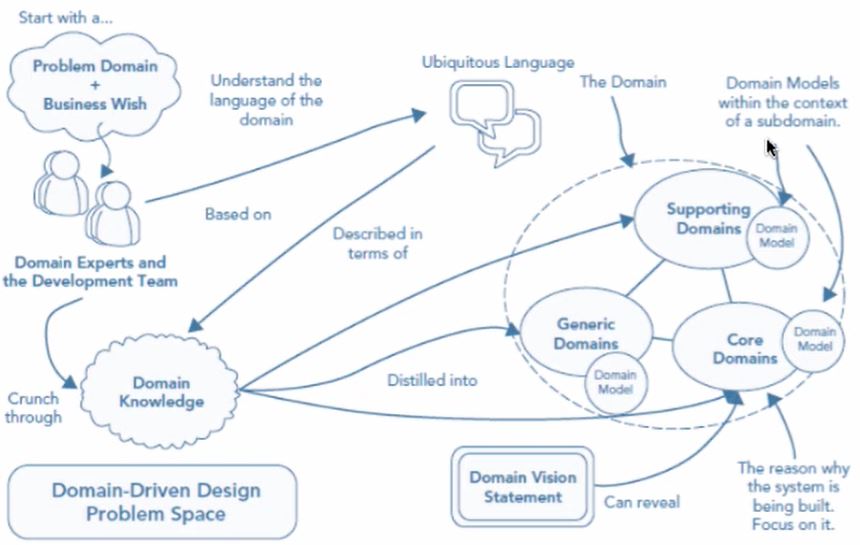 Start with a...
Problem Domain
+
Business Wish
Understand the
language of the
domain
Ubiquitous Language
The Domain
Domain Models
within the context
of a subdomain.
Based on
Described in
terms of
Supporting
Domains
Domain
Model
Domain Experts and
the Development Team
Generic
Domains
Domain
Model
Core
Domains
Domain
Model
Crunch
through
Domain
Knowledge
Distilled into
Domain-Driven Design
Problem Space
Domain Vision
Statement
Can reveal
The reason why
the system is
being built.
Focus on it.